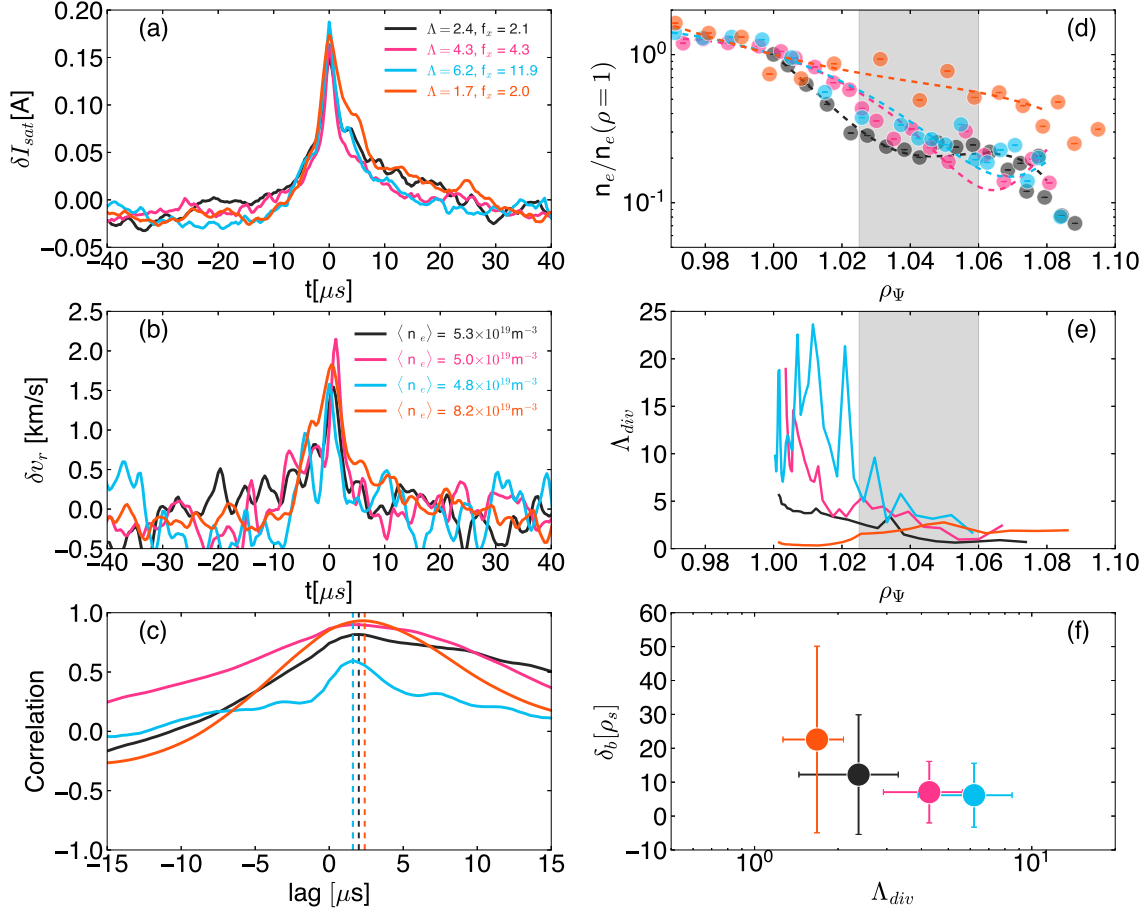 (a)
δI_sat[A]
0.20
0.15
0.10
0.05
0.00
−0.05
Λ = 2.4, f_x = 2.1
Λ = 4.3, f_x = 4.3
Λ = 6.2, f_x = 11.9
Λ = 1.7, f_x = 2.0
−40 −30 −20 −10 0 10 20 30 40
t[μs]
(b)
δv_r [km/s]
2.5
2.0
1.5
1.0
0.5
0.0
−0.5
⟨ n_e ⟩ = 5.3×10^19 m^−3
⟨ n_e ⟩ = 5.0×10^19 m^−3
⟨ n_e ⟩ = 4.8×10^19 m^−3
⟨ n_e ⟩ = 8.2×10^19 m^−3
−40 −30 −20 −10 0 10 20 30 40
t[μs]
(c)
Correlation
1.0
0.5
0.0
−0.5
−1.0
−15 −10 −5 0 5 10 15
lag [μs]
(d)
n_e/n_e(ρ = 1)
10^0
10^−1
0.98 1.00 1.02 1.04 1.06 1.08 1.10
ρ_Ψ
(e)
Λ_div
25
20
15
10
5
0
0.98 1.00 1.02 1.04 1.06 1.08 1.10
ρ_Ψ
(f)
δ_b[ρ_s]
60
50
40
30
20
10
0
−10
10^0 10^1
Λ_div